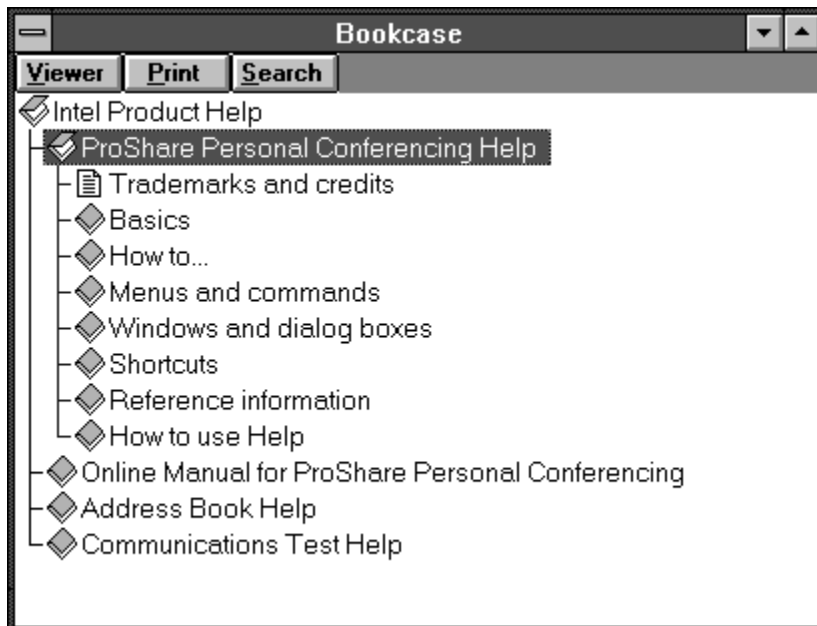 Bookcase
Viewer Print Search
Intel Product Help
ProShare Personal Conferencing Help
Trademarks and credits
Basics
How to...
Menus and commands
Windows and dialog boxes
Shortcuts
Reference information
How to use Help
Online Manual for ProShare Personal Conferencing
Address Book Help
Communications Test Help